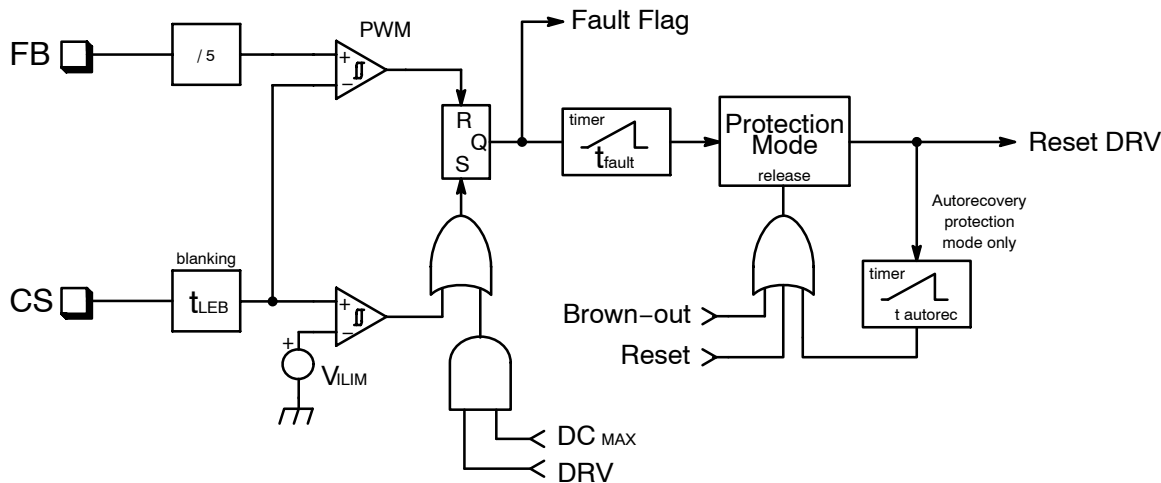 Fault Flag
PWM
FB
/ 5
+
−
R
Q
S
timer
tfault
Protection
Mode
release
Reset DRV
Autorecovery
protection
mode only
blanking
CS
tLEB
+
−
+
VILIM
Brown−out
Reset
timer
t autorec
DC MAX
DRV